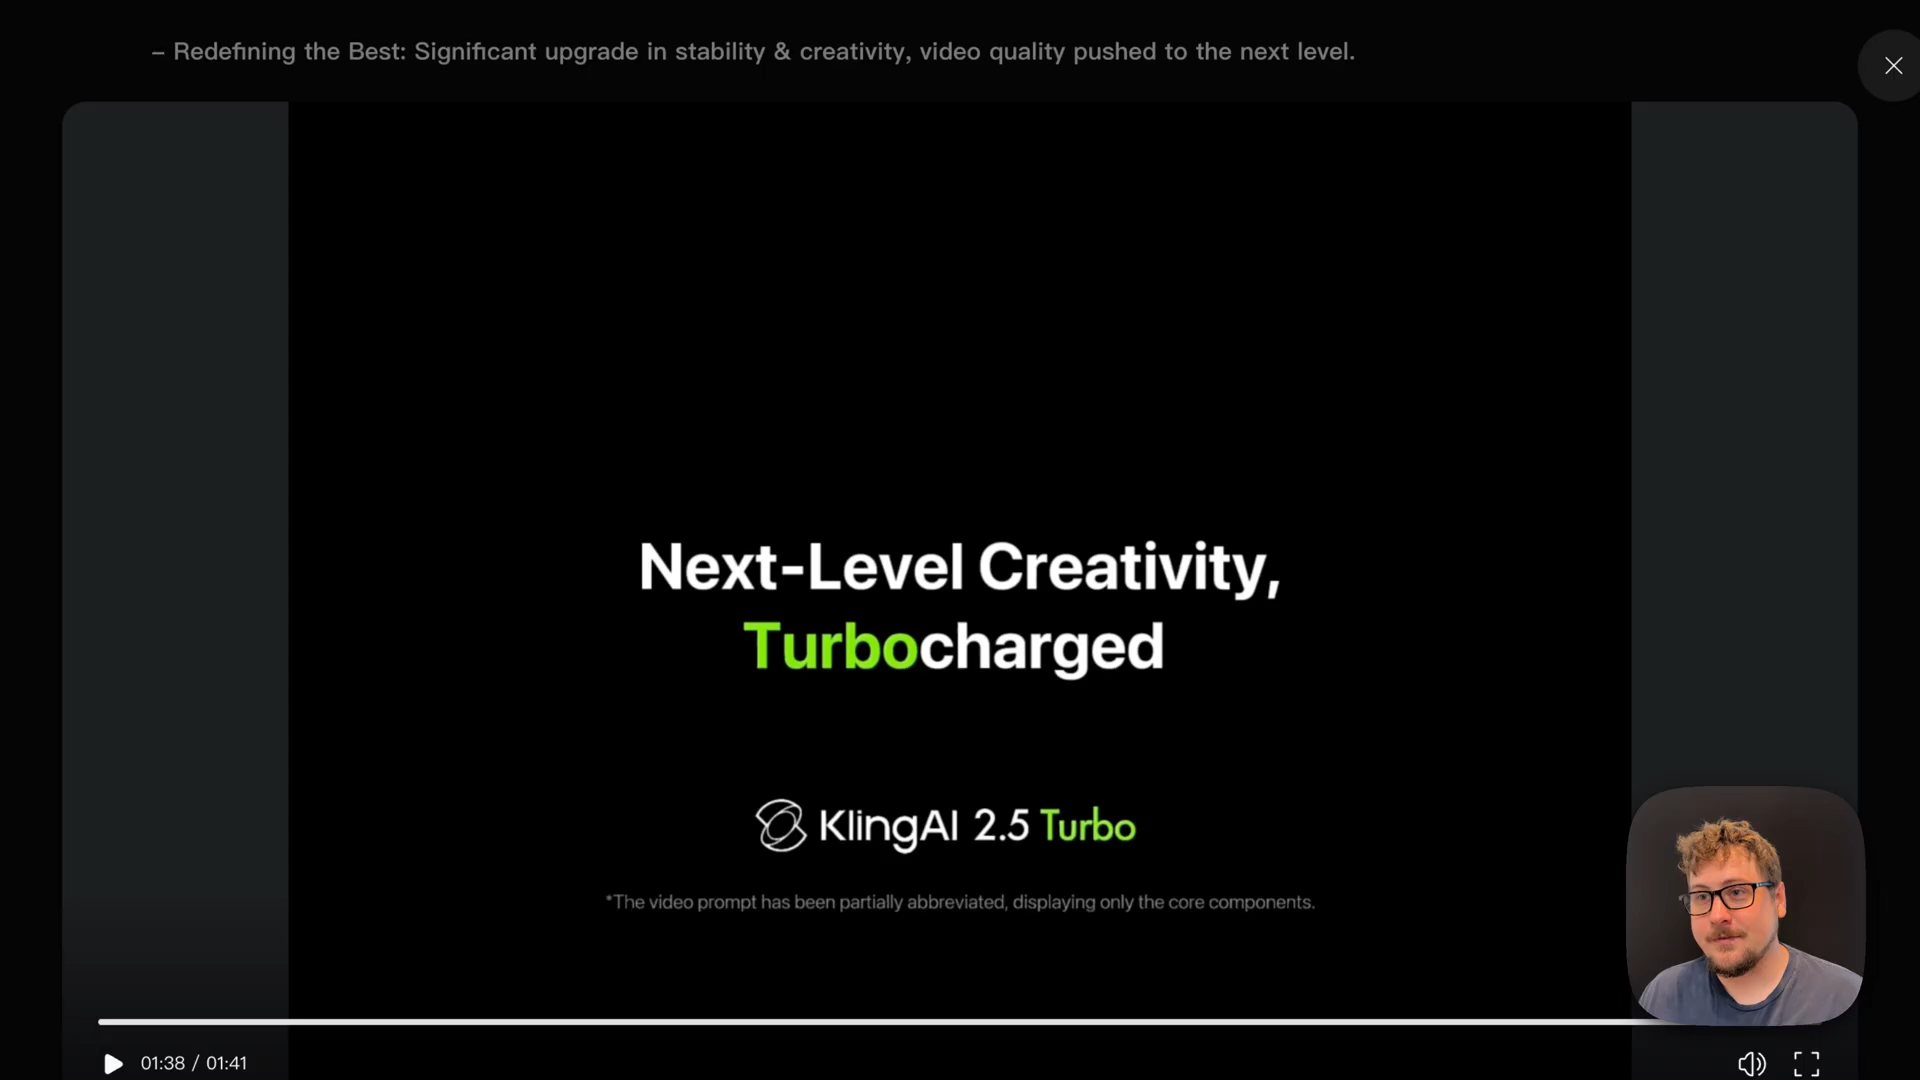 – Redefining the Best: Significant upgrade in stability & creativity, video quality pushed to the next level.
Next-Level Creativity,
Turbocharged
KlingAI 2.5 Turbo
*The video prompt has been partially abbreviated, displaying only the core components.
01:38 / 01:41